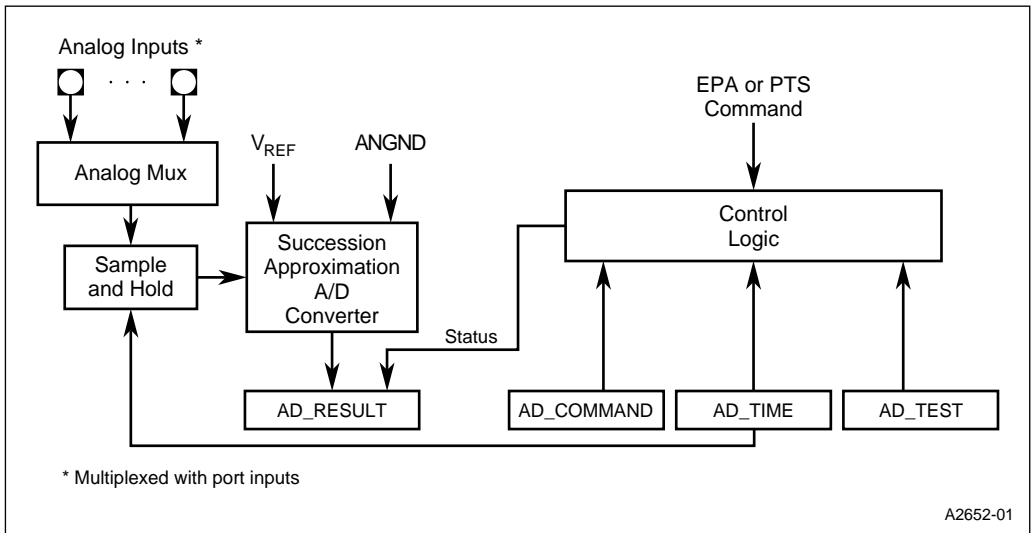 Analog Inputs *
. . .
EPA or PTS
Command
V_REF
ANGND
Analog Mux
Control
Logic
Succession
Approximation
A/D
Converter
Sample
and Hold
Status
AD_RESULT
AD_COMMAND
AD_TIME
AD_TEST
* Multiplexed with port inputs
A2652-01